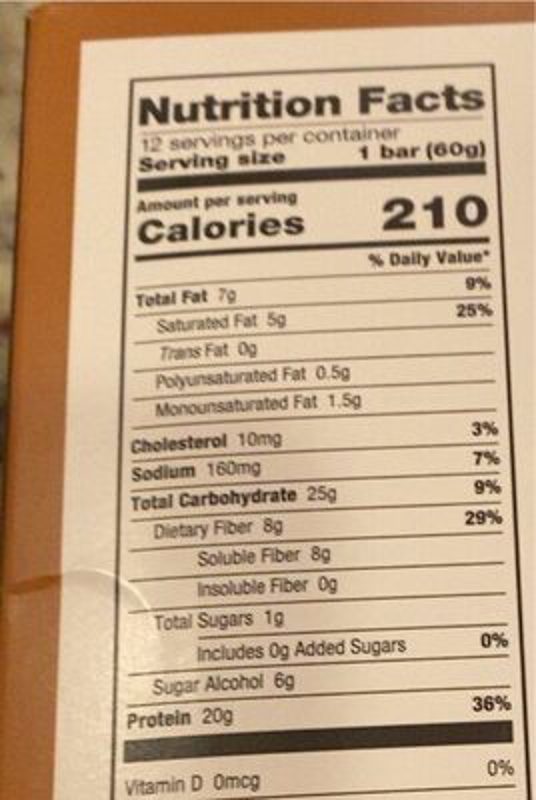 Nutrition Facts
12 servings per container
Serving size 1 bar (60g)
Amount per serving
Calories 210
% Daily Value*
Total Fat 7g 9%
Saturated Fat 5g 25%
Trans Fat 0g
Polyunsaturated Fat 0.5g
Monounsaturated Fat 1.5g
Cholesterol 10mg 3%
Sodium 160mg 7%
Total Carbohydrate 25g 9%
Dietary Fiber 8g 29%
Soluble Fiber 8g
Insoluble Fiber 0g
Total Sugars 1g
Includes 0g Added Sugars 0%
Sugar Alcohol 6g
Protein 20g 36%
Vitamin D 0mcg 0%